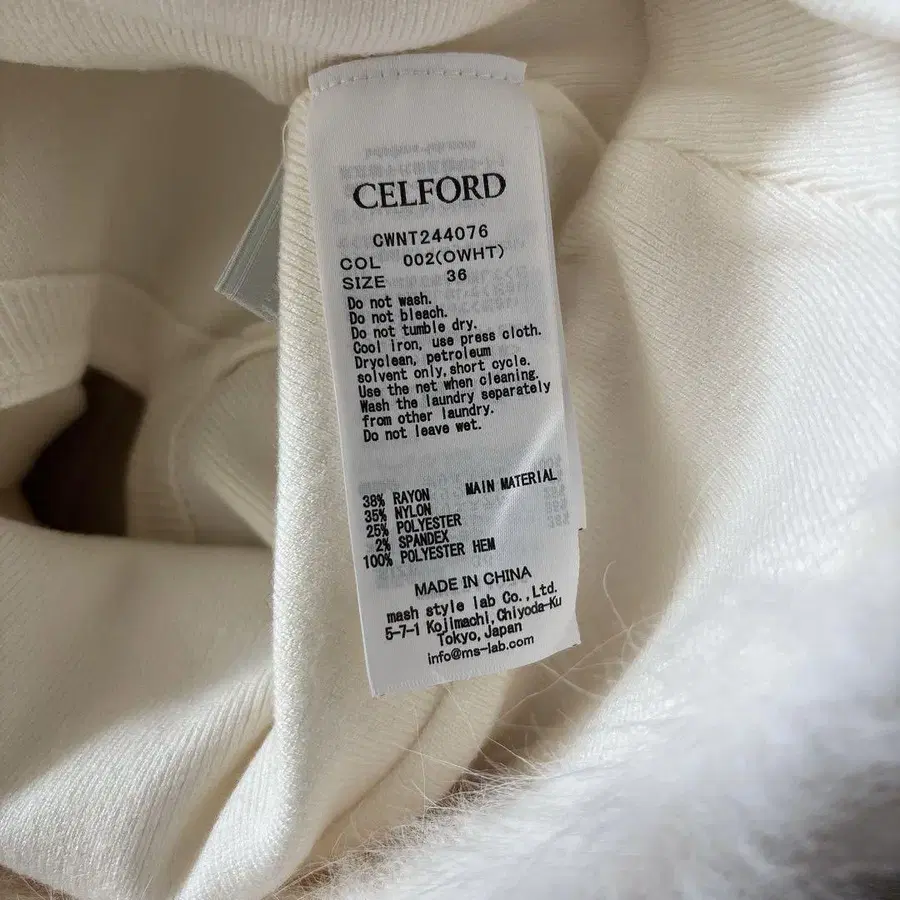 CELFORD
CWNT244076
COL 002(OWHT)
SIZE 36
Do not wash.
Do not bleach.
Do not tumble dry.
Cool iron, use press cloth.
Dryclean, petroleum
solvent only,short cycle.
Use the net when cleaning.
Wash the laundry separately
from other laundry.
Do not leave wet.
38% RAYON MAIN MATERIAL
35% NYLON
25% POLYESTER
2% SPANDEX
100% POLYESTER HEM
MADE IN CHINA
mash style lab Co.,Ltd.
5-7-1 Kojimachi,Chiyoda-Ku
Tokyo,Japan
info@ms-lab.com